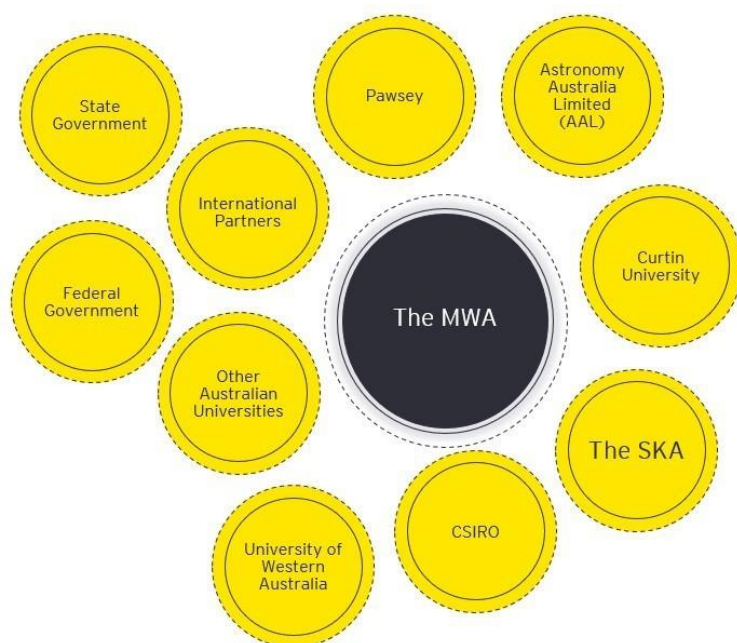 State
Government
Pawsey
Astronomy
Australia
Limited
(AAL)
International
Partners
Curtin
University
Federal
Government
The MWA
Other
Australian
Universities
The SKA
CSIRO
University of
Western
Australia